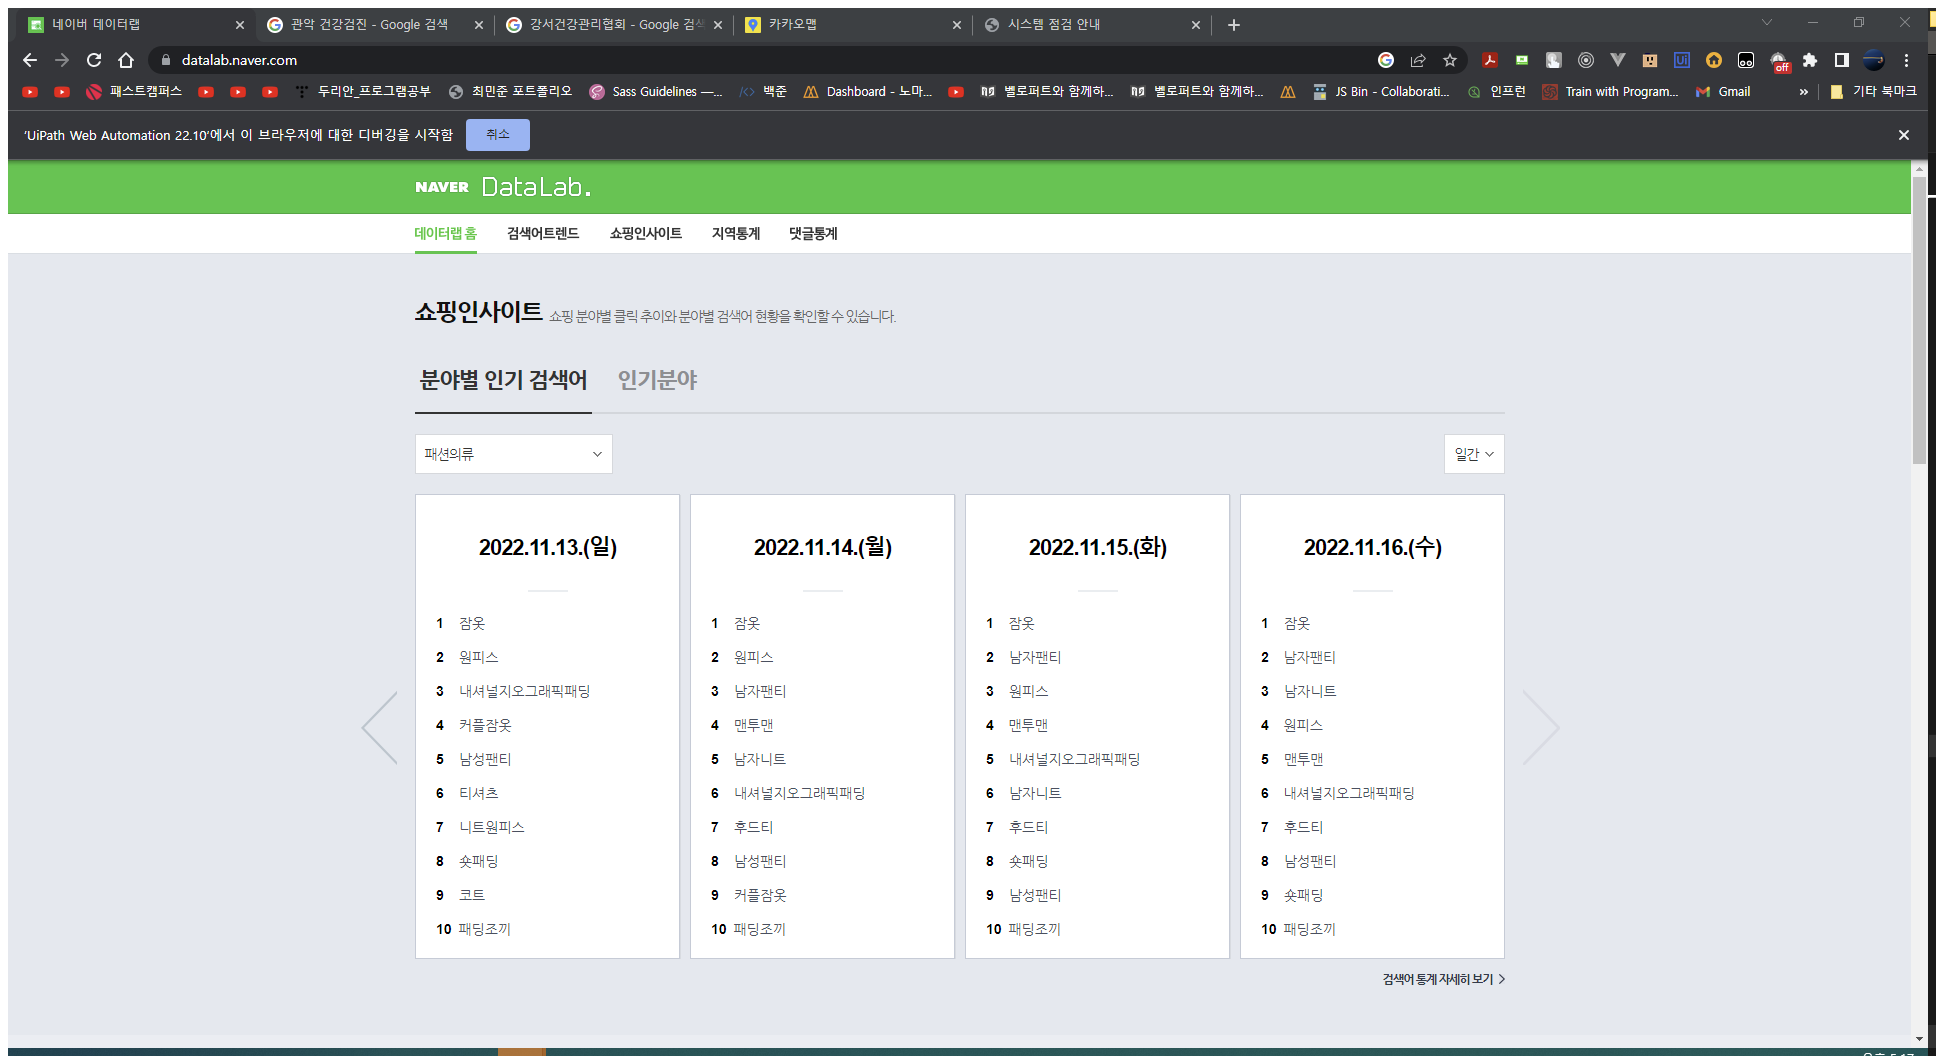 네이버 데이터랩
관악 건강검진 - Google 검색
강서건강관리협회 - Google 검색
카카오맵
시스템 점검 안내
datalab.naver.com
off
패스트캠퍼스
두리안_프로그램공부
최민준 포트폴리오
Sass Guidelines —...
백준
Dashboard - 노마...
벨로퍼트와 함께하...
벨로퍼트와 함께하...
JS Bin - Collaborati...
인프런
Train with Program...
Gmail
»
기타 북마크
'UiPath Web Automation 22.10'에서 이 브라우저에 대한 디버깅을 시작함
취소
NAVER DataLab.
데이터랩 홈
검색어트렌드
쇼핑인사이트
지역통계
댓글통계
쇼핑인사이트 쇼핑 분야별 클릭 추이와 분야별 검색어 현황을 확인할 수 있습니다.
분야별 인기 검색어
인기분야
패션의류
일간
2022.11.13.(일)
1 잠옷
2 원피스
3 내셔널지오그래픽패딩
4 커플잠옷
5 남성팬티
6 티셔츠
7 니트원피스
8 숏패딩
9 코트
10 패딩조끼
2022.11.14.(월)
1 잠옷
2 원피스
3 남자팬티
4 맨투맨
5 남자니트
6 내셔널지오그래픽패딩
7 후드티
8 남성팬티
9 커플잠옷
10 패딩조끼
2022.11.15.(화)
1 잠옷
2 남자팬티
3 원피스
4 맨투맨
5 내셔널지오그래픽패딩
6 남자니트
7 후드티
8 숏패딩
9 남성팬티
10 패딩조끼
2022.11.16.(수)
1 잠옷
2 남자팬티
3 남자니트
4 원피스
5 맨투맨
6 내셔널지오그래픽패딩
7 후드티
8 남성팬티
9 숏패딩
10 패딩조끼
검색어 통계 자세히 보기 >